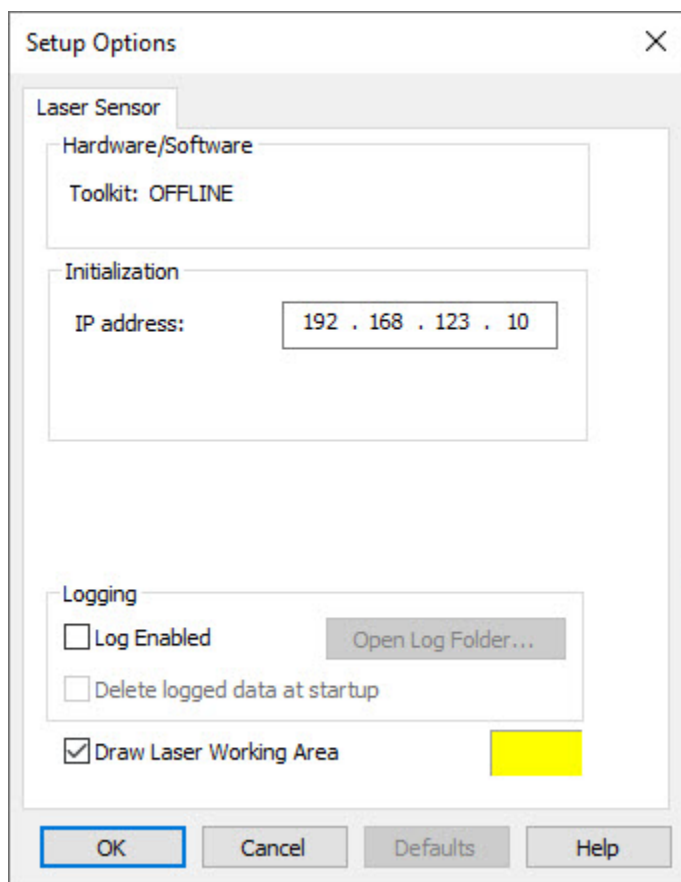 Setup Options
Laser Sensor
Hardware/Software
Toolkit: OFFLINE
Initialization
IP address: 192 . 168 . 123 . 10
Logging
Log Enabled Open Log Folder...
Delete logged data at startup
Draw Laser Working Area
OK Cancel Defaults Help